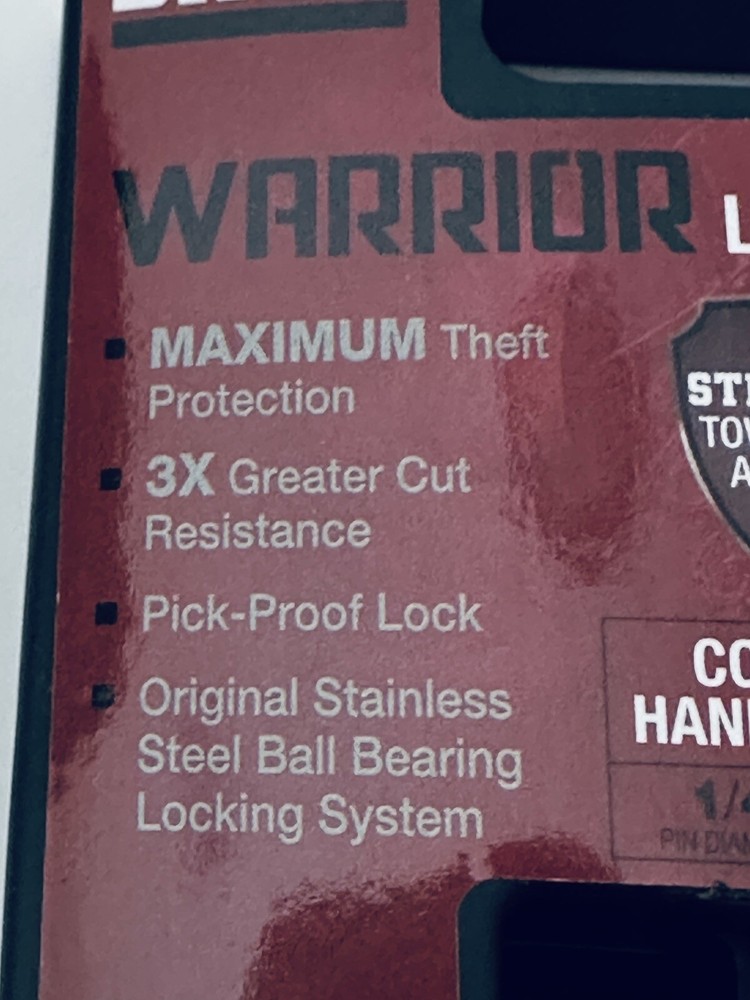 WARRIOR
MAXIMUM Theft
Protection
3X Greater Cut
Resistance
Pick-Proof Lock
Original Stainless
Steel Ball Bearing
Locking System